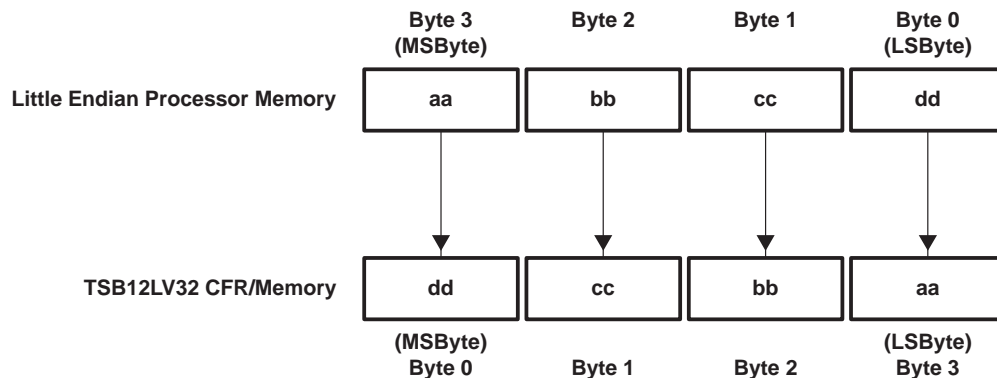 Byte 3 Byte 2 Byte 1 Byte 0
(MSByte) (LSByte)
Little Endian Processor Memory aa bb cc dd
TSB12LV32 CFR/Memory dd cc bb aa
(MSByte) (LSByte)
Byte 0 Byte 1 Byte 2 Byte 3